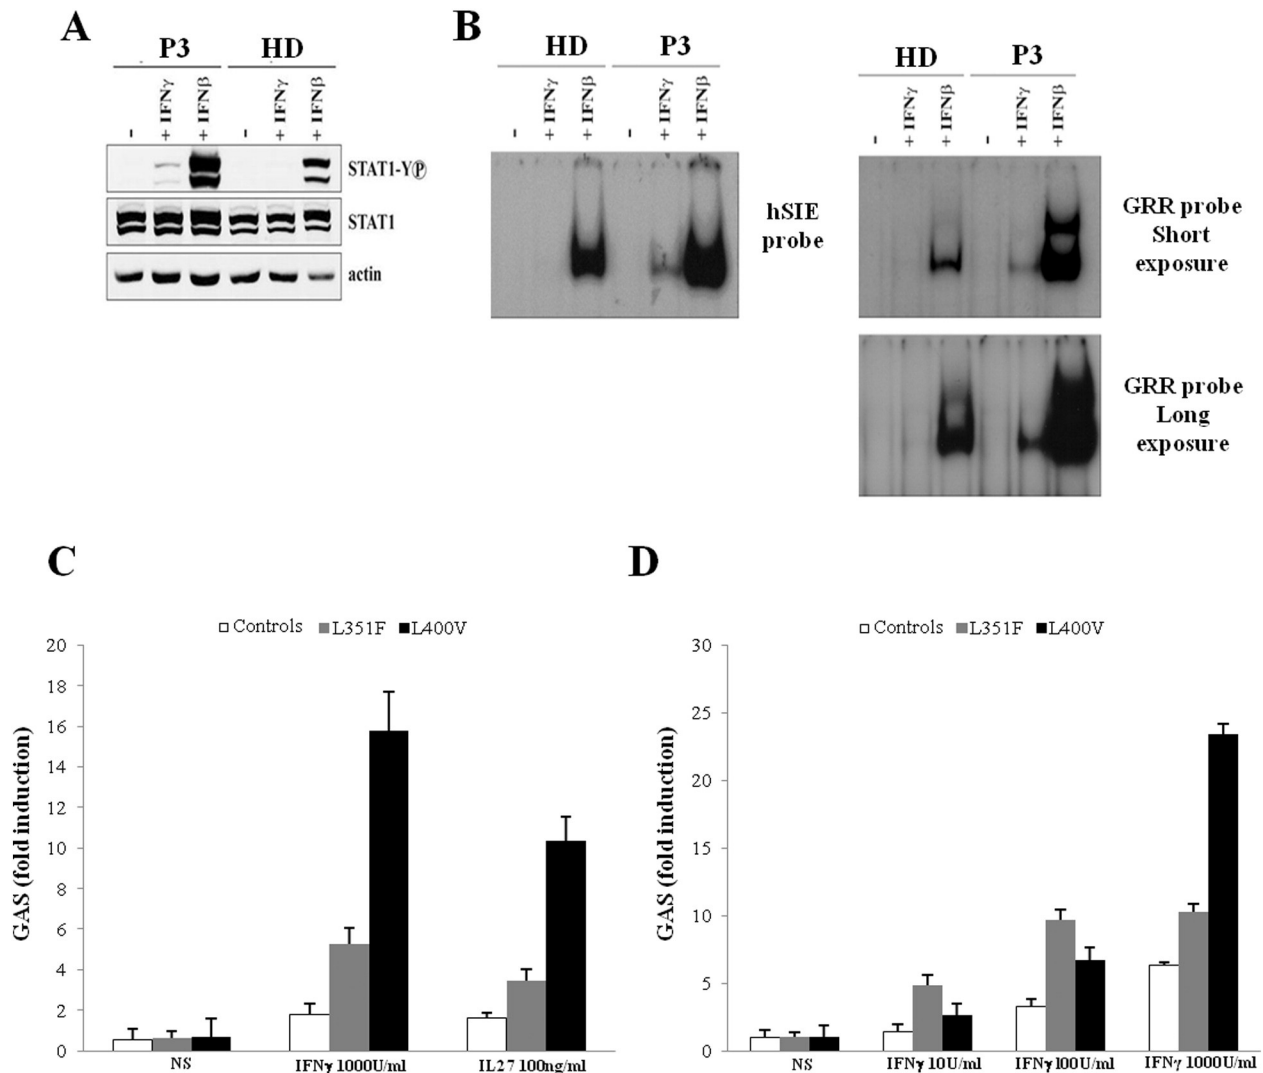 A
P3 HD
- + IFNγ + IFNβ - + IFNγ + IFNβ
STAT1-YⓅ
STAT1
actin
B
HD P3
- + IFNγ + IFNβ - + IFNγ + IFNβ
hSIE
probe
HD P3
- + IFNγ + IFNβ - + IFNγ + IFNβ
GRR probe
Short
exposure
GRR probe
Long
exposure
C
Controls L351F L400V
GAS (fold induction)
20
18
16
14
12
10
8
6
4
2
0
NS IFNγ 1000U/ml IL27 100ng/ml
D
Controls L351F L400V
GAS (fold induction)
30
25
20
15
10
5
0
NS IFNγ 10U/ml IFNγ100U/ml IFNγ 1000U/ml